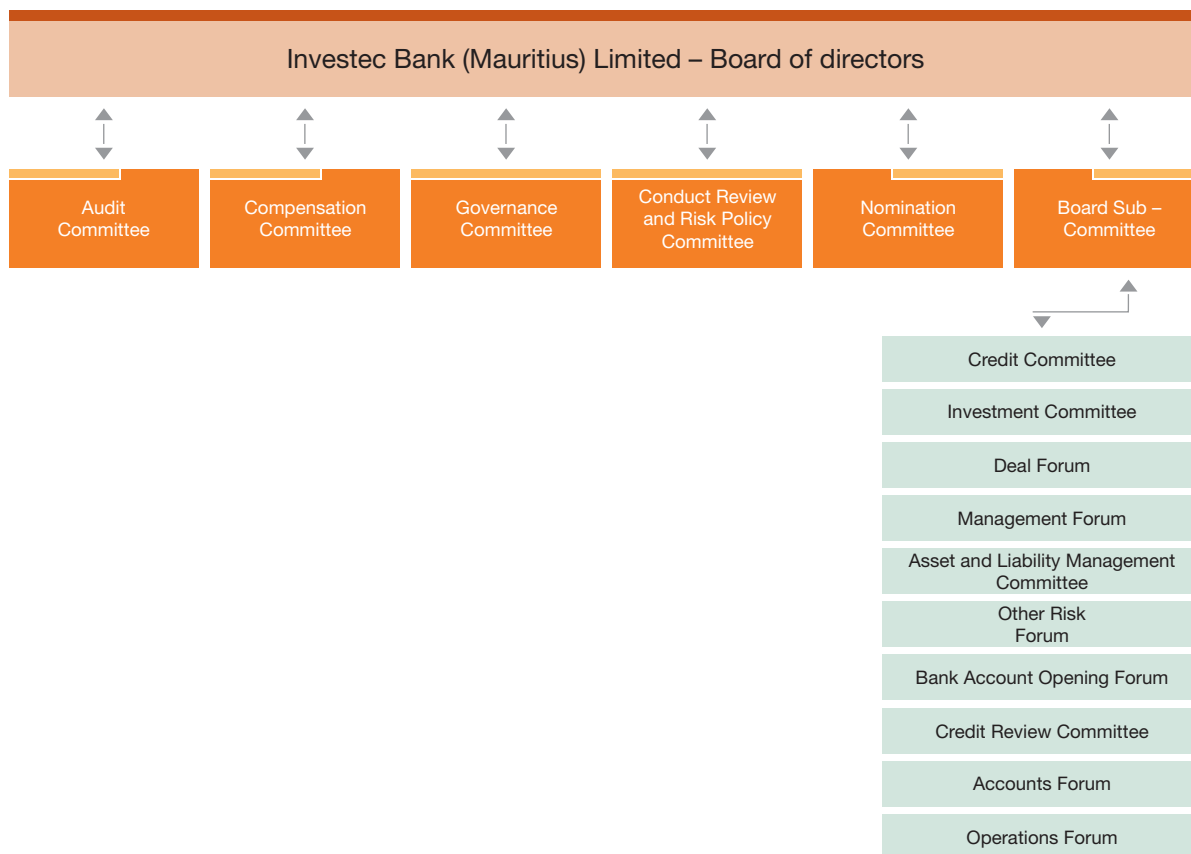 Investec Bank (Mauritius) Limited – Board of directors
Audit
Committee
Compensation
Committee
Governance
Committee
Conduct Review
and Risk Policy
Committee
Nomination
Committee
Board Sub –
Committee
Credit Committee
Investment Committee
Deal Forum
Management Forum
Asset and Liability Management
Committee
Other Risk
Forum
Bank Account Opening Forum
Credit Review Committee
Accounts Forum
Operations Forum